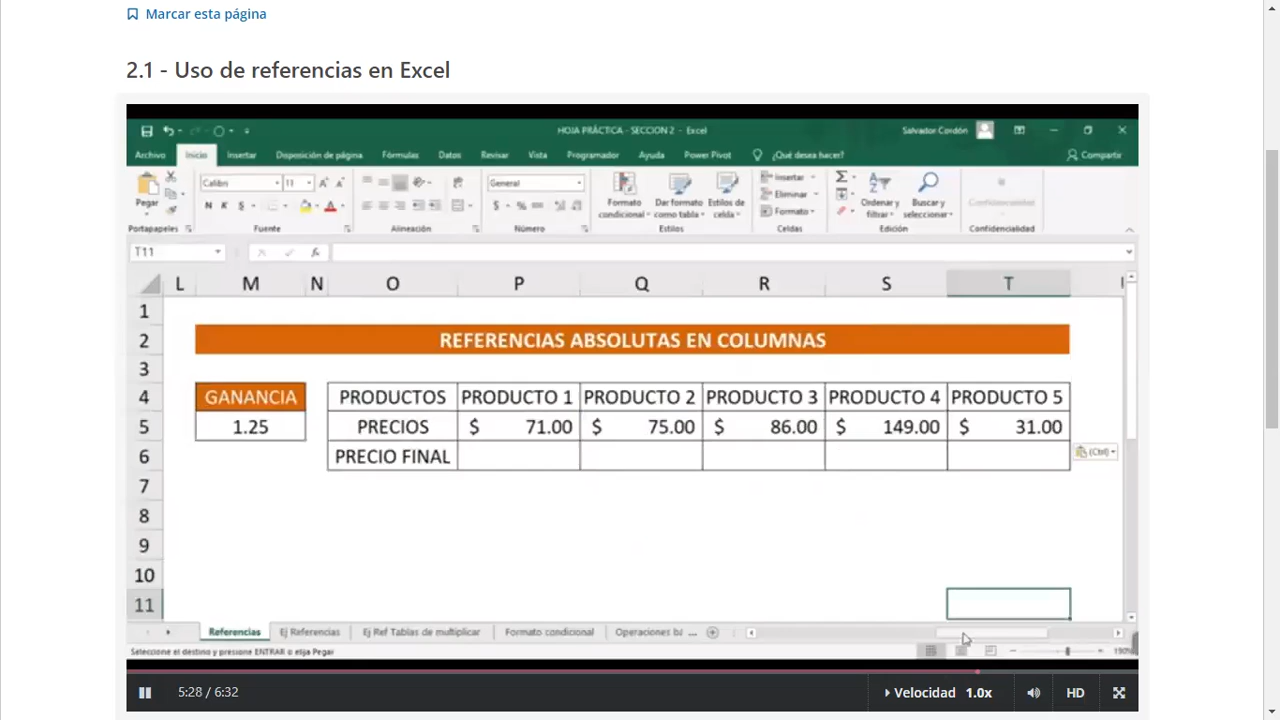 Marcar esta página
2.1 - Uso de referencias en Excel
HOJA PRÁCTICA - SECCION 2 - Excel
Salvador Cordón
Archivo Inicio Insertar Disposición de página Fórmulas Datos Revisar Vista Programador Ayuda Power Pivot ¿Qué desea hacer? Compartir
Pegar
Calibri 11
N K S
General
$ % 
Formato condicional
Dar formato como tabla
Estilos de celda
Insertar
Eliminar
Formato
Ordenar y filtrar
Buscar y seleccionar
Confidencialidad
Portapapeles Fuente Alineación Número Estilos Celdas Edición Confidencialidad
T11 fx
L M N O P Q R S T
1
2 REFERENCIAS ABSOLUTAS EN COLUMNAS
3
4 GANANCIA PRODUCTOS PRODUCTO 1 PRODUCTO 2 PRODUCTO 3 PRODUCTO 4 PRODUCTO 5
5 1.25 PRECIOS $ 71.00 $ 75.00 $ 86.00 $ 149.00 $ 31.00
6 PRECIO FINAL (Ctrl)
7
8
9
10
11
Referencias Ej Referencias Ej Ref Tablas de multiplicar Formato condicional Operaciones ba ...
Seleccione el destino y presione ENTRAR o elija Pegar 190%
5:28 / 6:32 Velocidad 1.0x HD